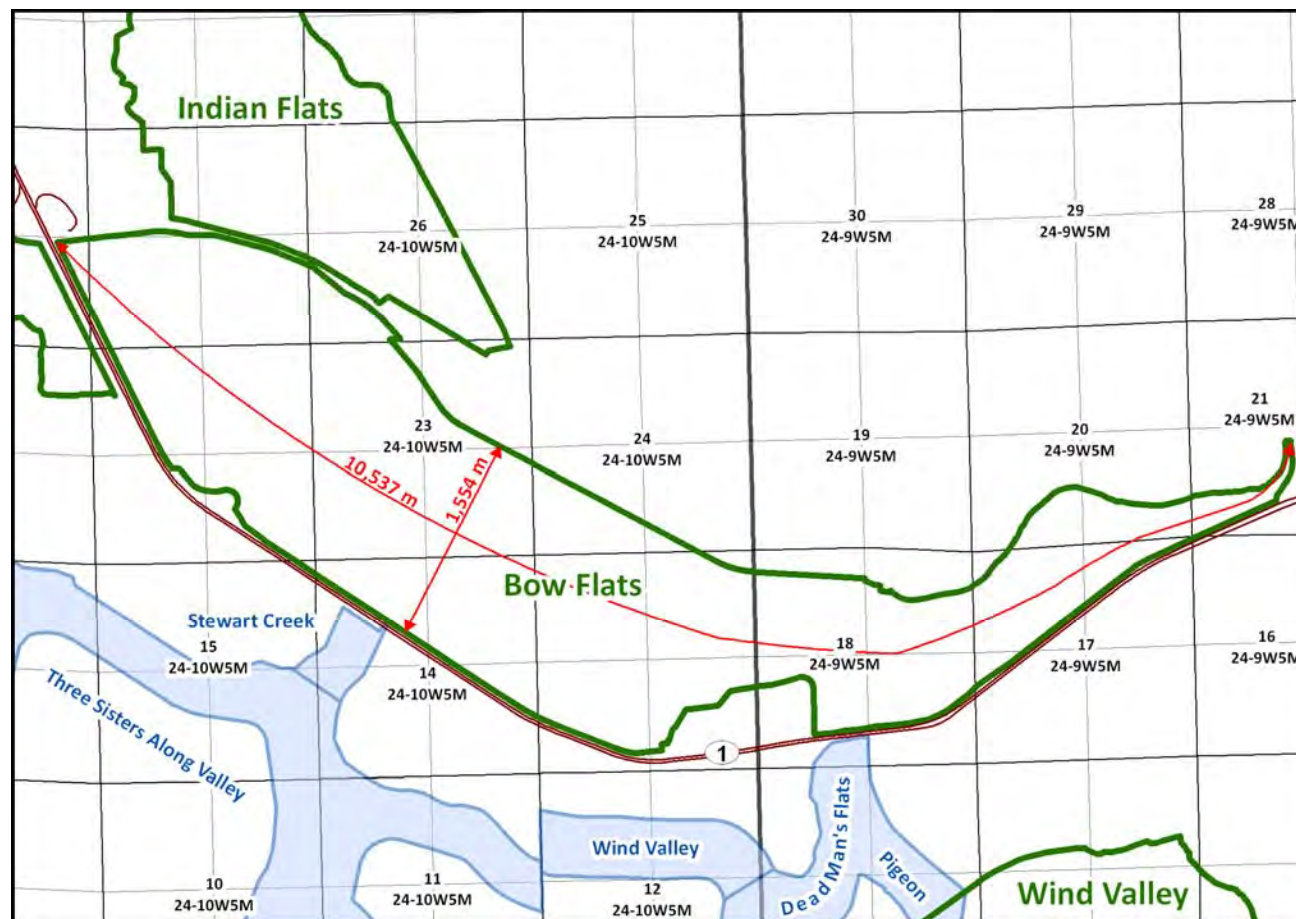 Indian Flats
26
24-10W5M
25
24-10W5M
30
24-9W5M
29
24-9W5M
28
24-9W5M
23
24-10W5M
24
24-10W5M
19
24-9W5M
20
24-9W5M
21
24-9W5M
10,537 m
1,554 m
Bow Flats
Stewart Creek
15
24-10W5M
14
24-10W5M
18
24-9W5M
17
24-9W5M
16
24-9W5M
Three Sisters Along Valley
1
10
24-10W5M
11
24-10W5M
Wind Valley
12
24-10W5M
Dead Man's Flats
Pigeon
Wind Valley